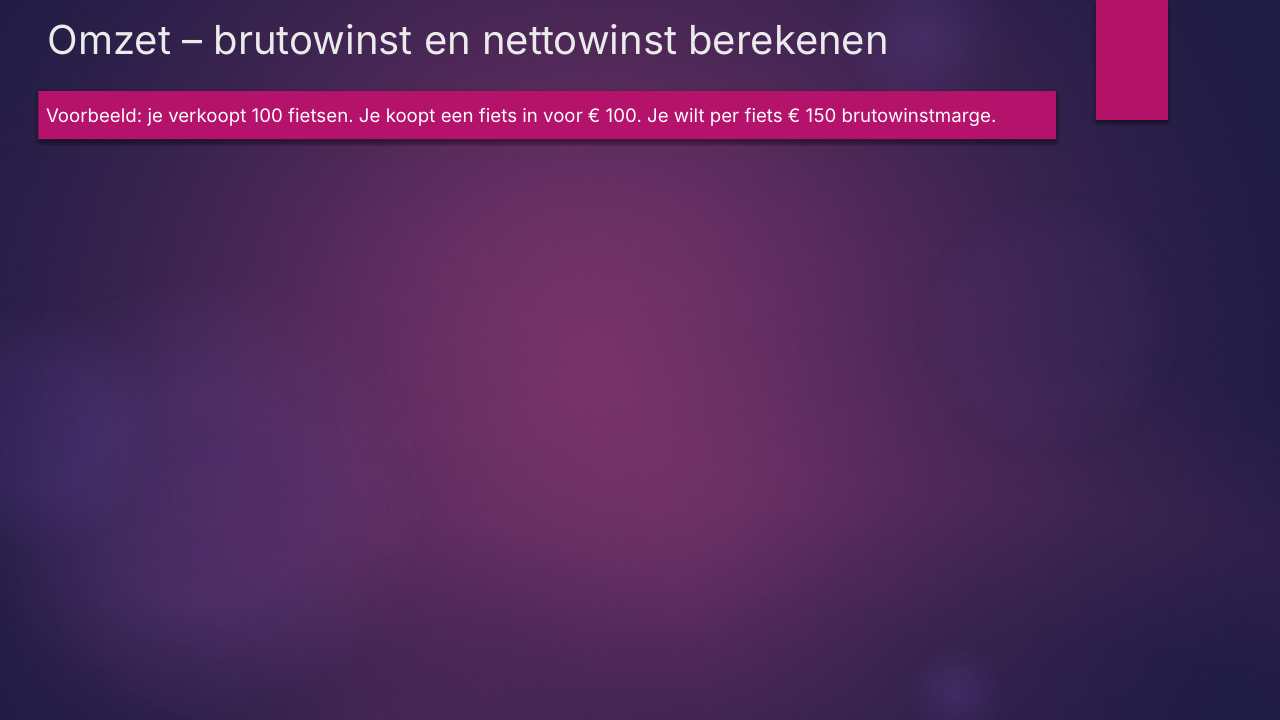 Omzet – brutowinst en nettowinst berekenen
Voorbeeld: je verkoopt 100 fietsen. Je koopt een fiets in voor € 100. Je wilt per fiets € 150 brutowinstmarge.